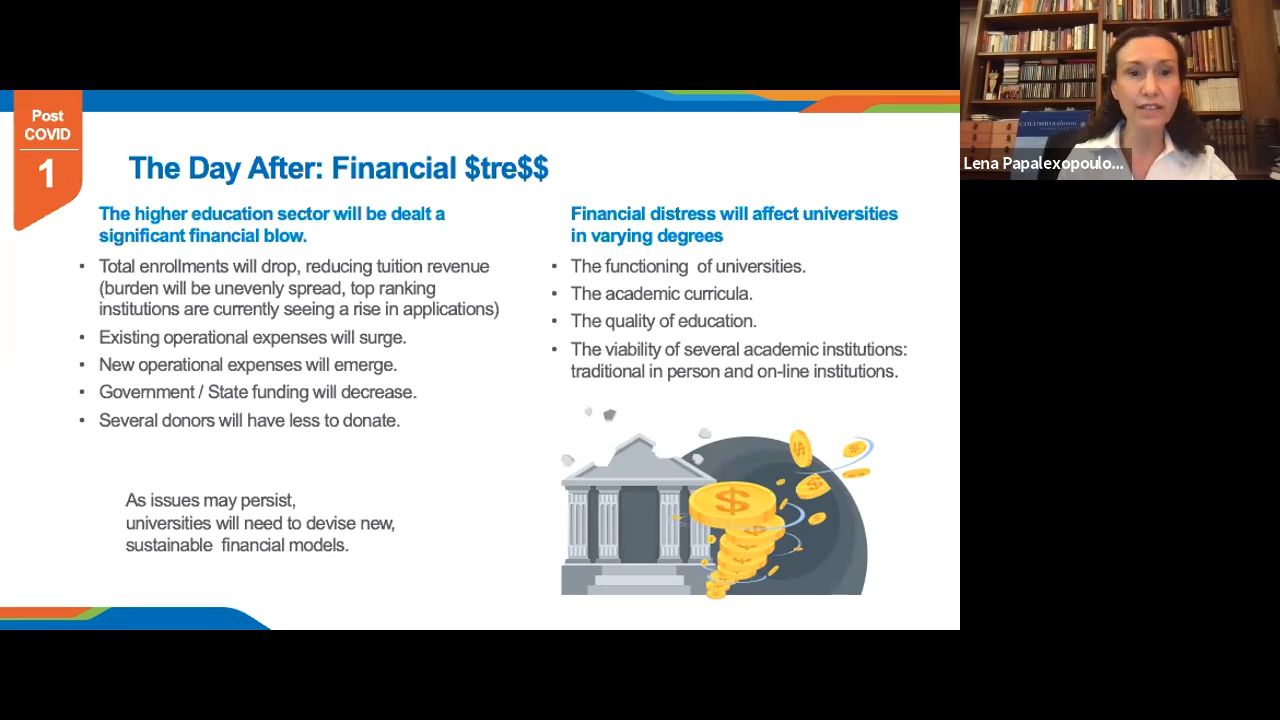 Post
COVID
1
The Day After: Financial $tre$$
The higher education sector will be dealt a
significant financial blow.
• Total enrollments will drop, reducing tuition revenue
(burden will be unevenly spread, top ranking
institutions are currently seeing a rise in applications)
• Existing operational expenses will surge.
• New operational expenses will emerge.
• Government / State funding will decrease.
• Several donors will have less to donate.
As issues may persist,
universities will need to devise new,
sustainable financial models.
Financial distress will affect universities
in varying degrees
• The functioning of universities.
• The academic curricula.
• The quality of education.
• The viability of several academic institutions:
traditional in person and on-line institutions.
$
$
$
$
COLUMBIA alumni
Lena Papalexopoulo...